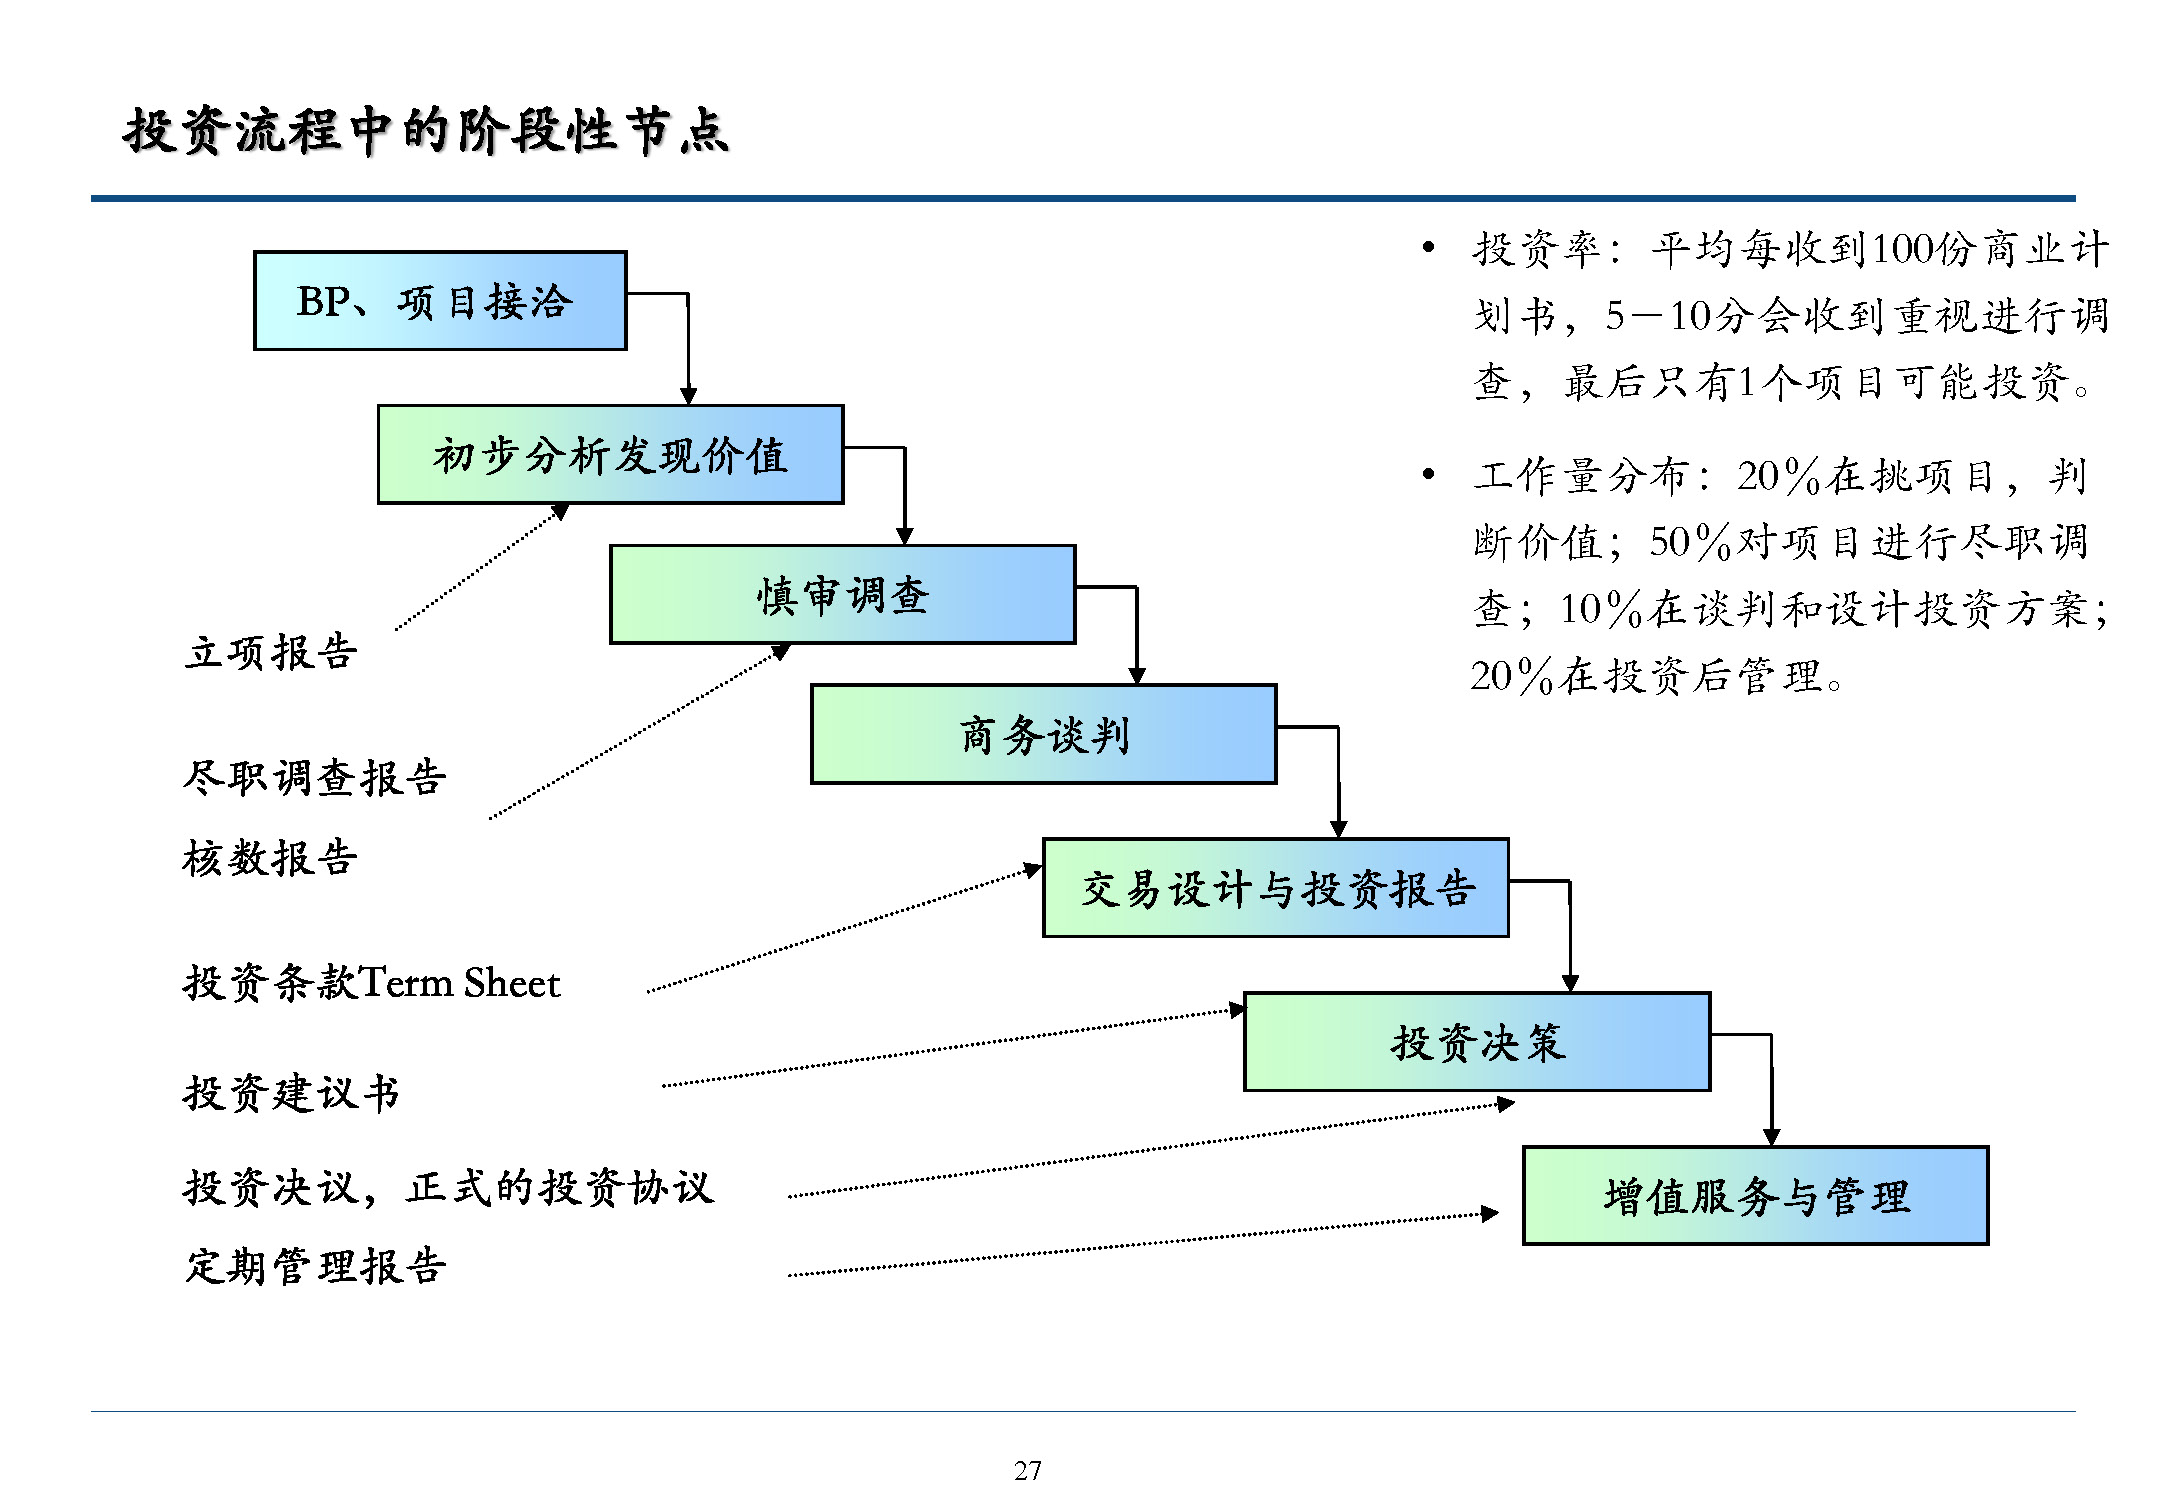 投资流程中的阶段性节点
BP、项目接洽
初步分析发现价值
慎审调查
商务谈判
交易设计与投资报告
投资决策
增值服务与管理
立项报告
尽职调查报告
核数报告
投资条款Term Sheet
投资建议书
投资决议，正式的投资协议
定期管理报告
• 投资率：平均每收到100份商业计
划书，5－10分会收到重视进行调
查，最后只有1个项目可能投资。
• 工作量分布：20％在挑项目，判
断价值；50％对项目进行尽职调
查；10％在谈判和设计投资方案；
20％在投资后管理。
27